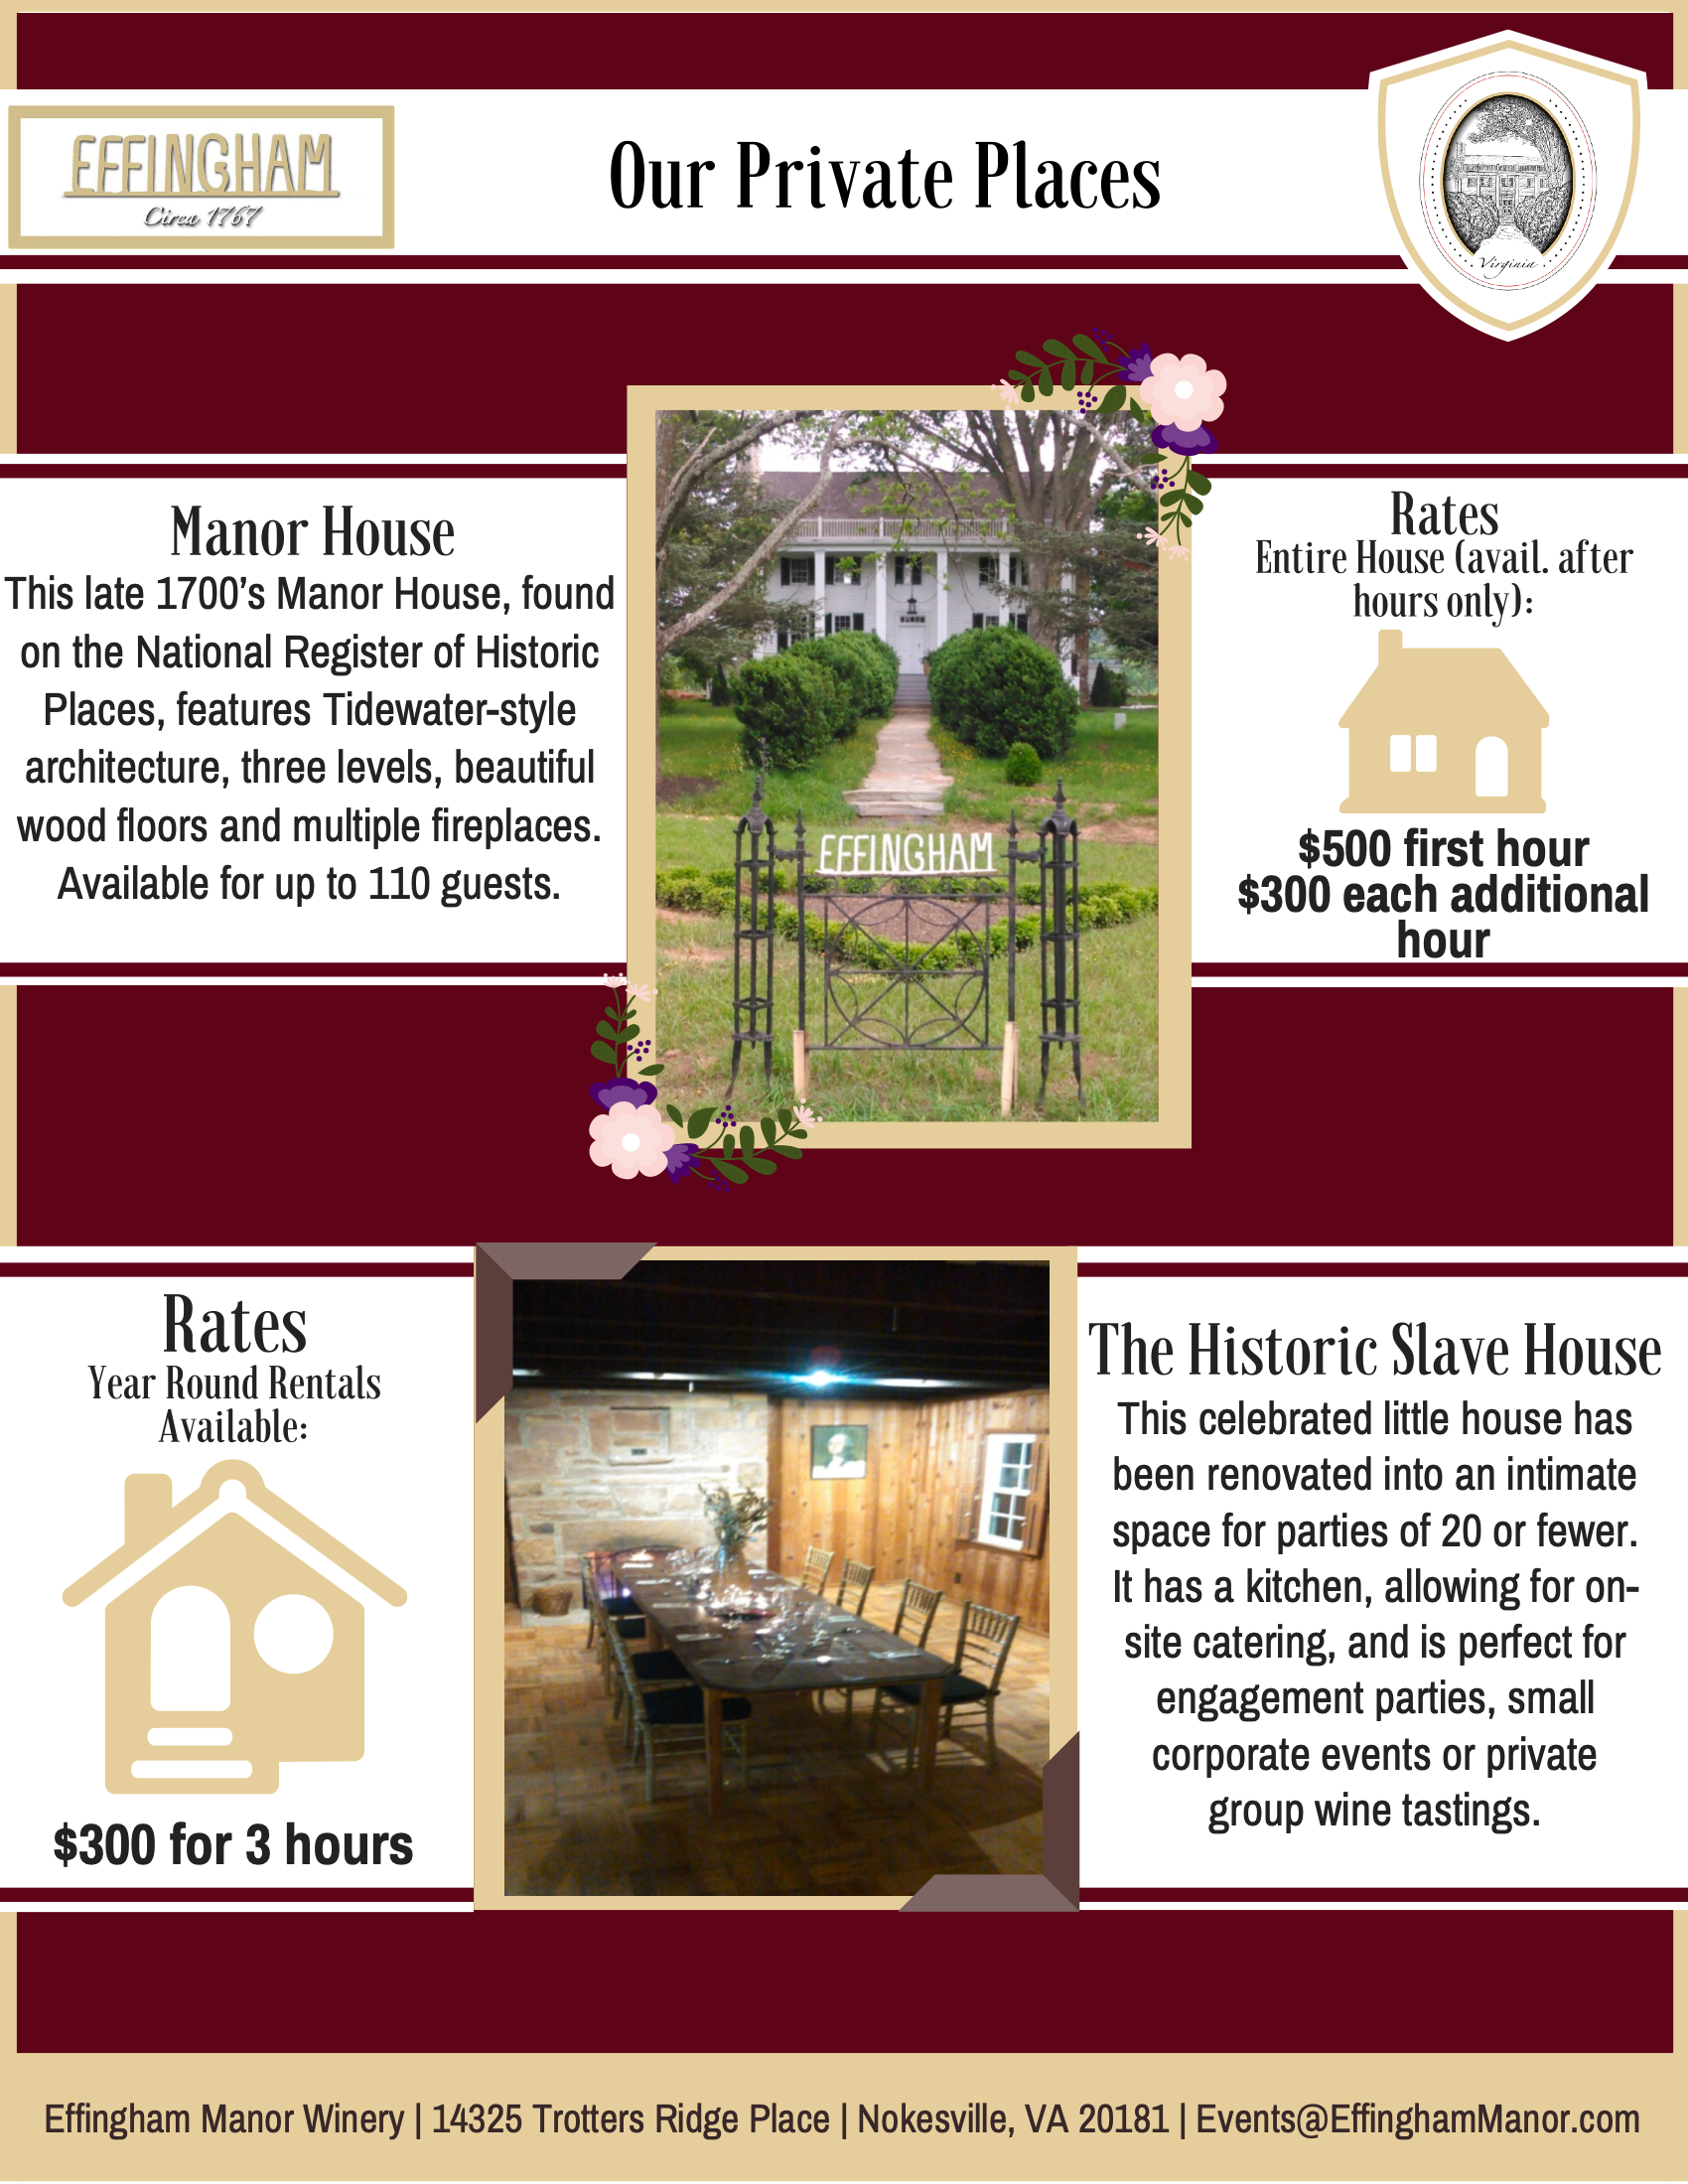 EFFINGHAM
Circa 1767
Our Private Places
Virginia
Manor House
This late 1700’s Manor House, found
on the National Register of Historic
Places, features Tidewater-style
architecture, three levels, beautiful
wood floors and multiple fireplaces.
Available for up to 110 guests.
EFFINGHAM
Rates
Entire House (avail. after
hours only):
$500 first hour
$300 each additional
hour
Rates
Year Round Rentals
Available:
$300 for 3 hours
The Historic Slave House
This celebrated little house has
been renovated into an intimate
space for parties of 20 or fewer.
It has a kitchen, allowing for on-
site catering, and is perfect for
engagement parties, small
corporate events or private
group wine tastings.
Effingham Manor Winery | 14325 Trotters Ridge Place | Nokesville, VA 20181 | Events@EffinghamManor.com